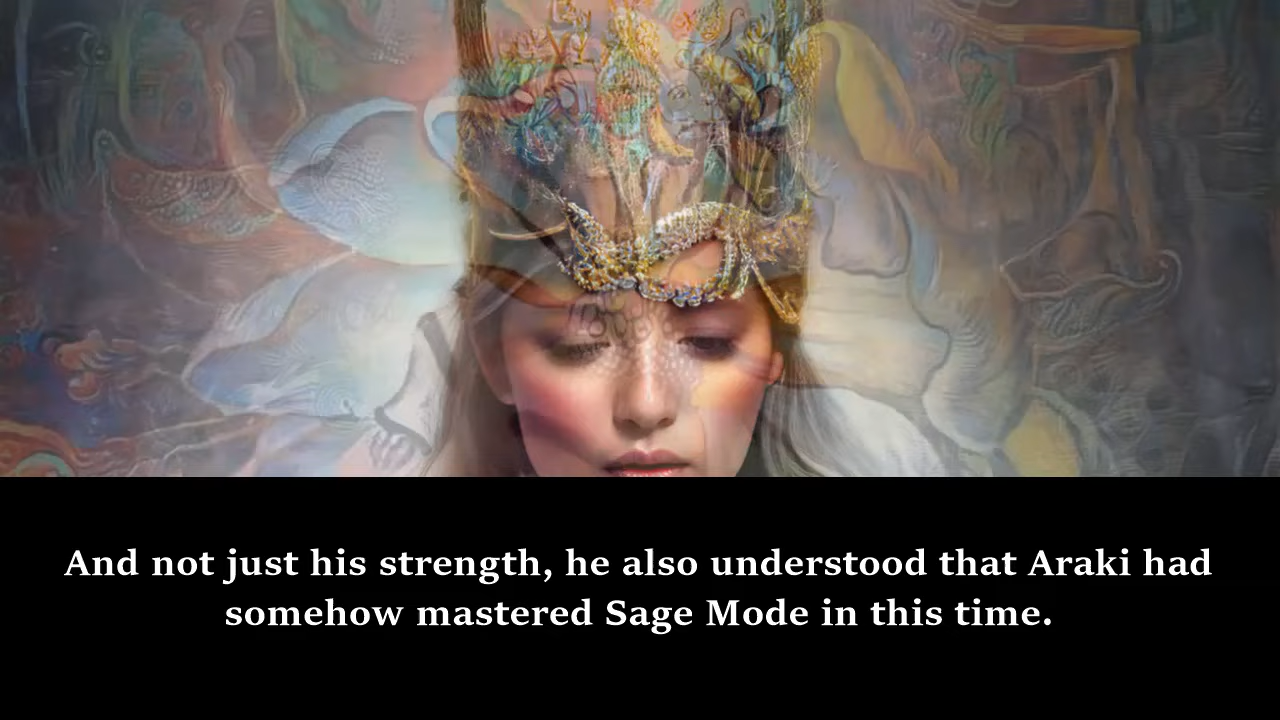 And not just his strength, he also understood that Araki had
somehow mastered Sage Mode in this time.